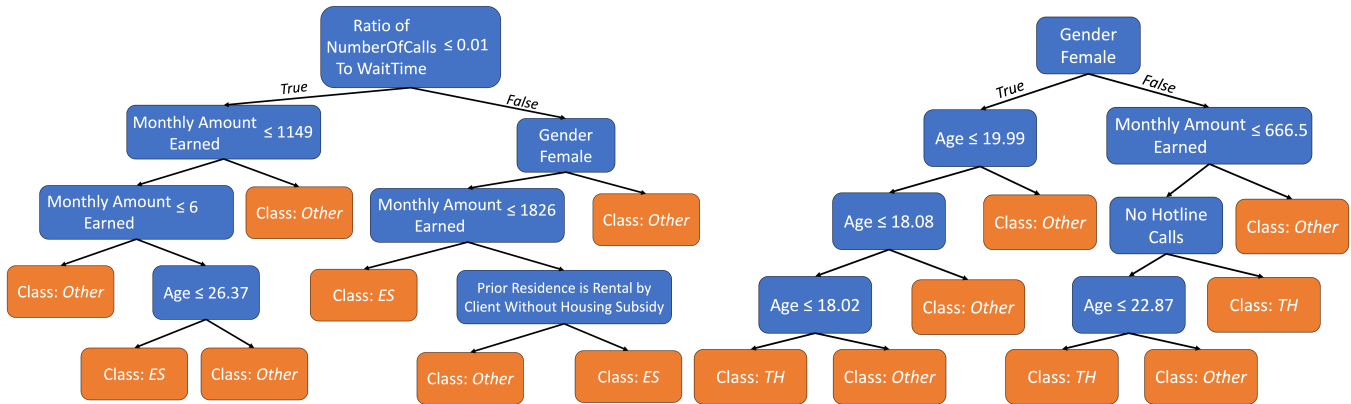 Ratio of
NumberOfCalls ≤ 0.01
To WaitTime
True
False
Monthly Amount ≤ 1149
Earned
Gender
Female
Monthly Amount ≤ 6
Earned
Class: Other
Monthly Amount ≤ 1826
Earned
Class: Other
Class: Other
Age ≤ 26.37
Class: ES
Prior Residence is Rental by
Client Without Housing Subsidy
Class: ES
Class: Other
Class: Other
Class: ES
Gender
Female
True
False
Age ≤ 19.99
Monthly Amount ≤ 666.5
Earned
Age ≤ 18.08
Class: Other
No Hotline
Calls
Class: Other
Age ≤ 18.02
Class: Other
Age ≤ 22.87
Class: TH
Class: TH
Class: Other
Class: TH
Class: Other